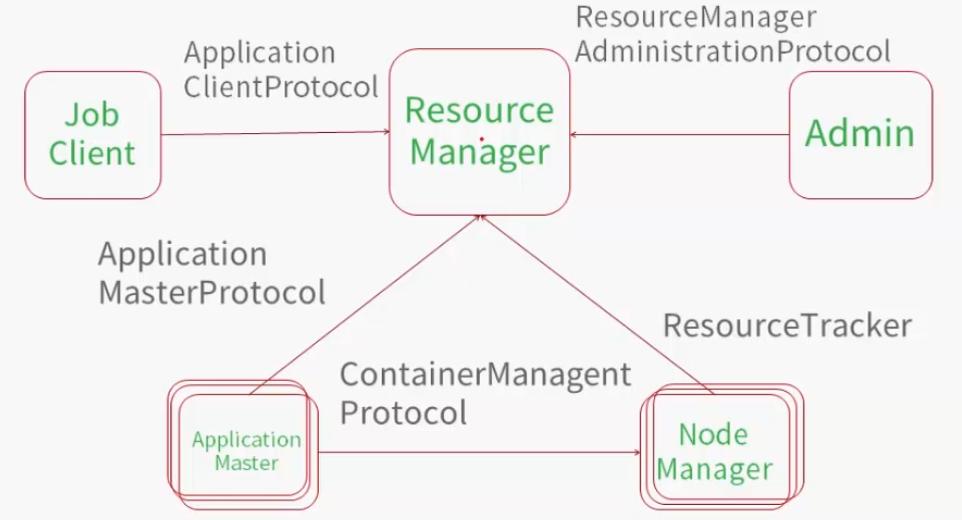 ResourceManager
AdministrationProtocol
Application
ClientProtocol
Job
Client
Resource
Manager
Admin
Application
MasterProtocol
ResourceTracker
ContainerManagent
Protocol
Application
Master
Node
Manager